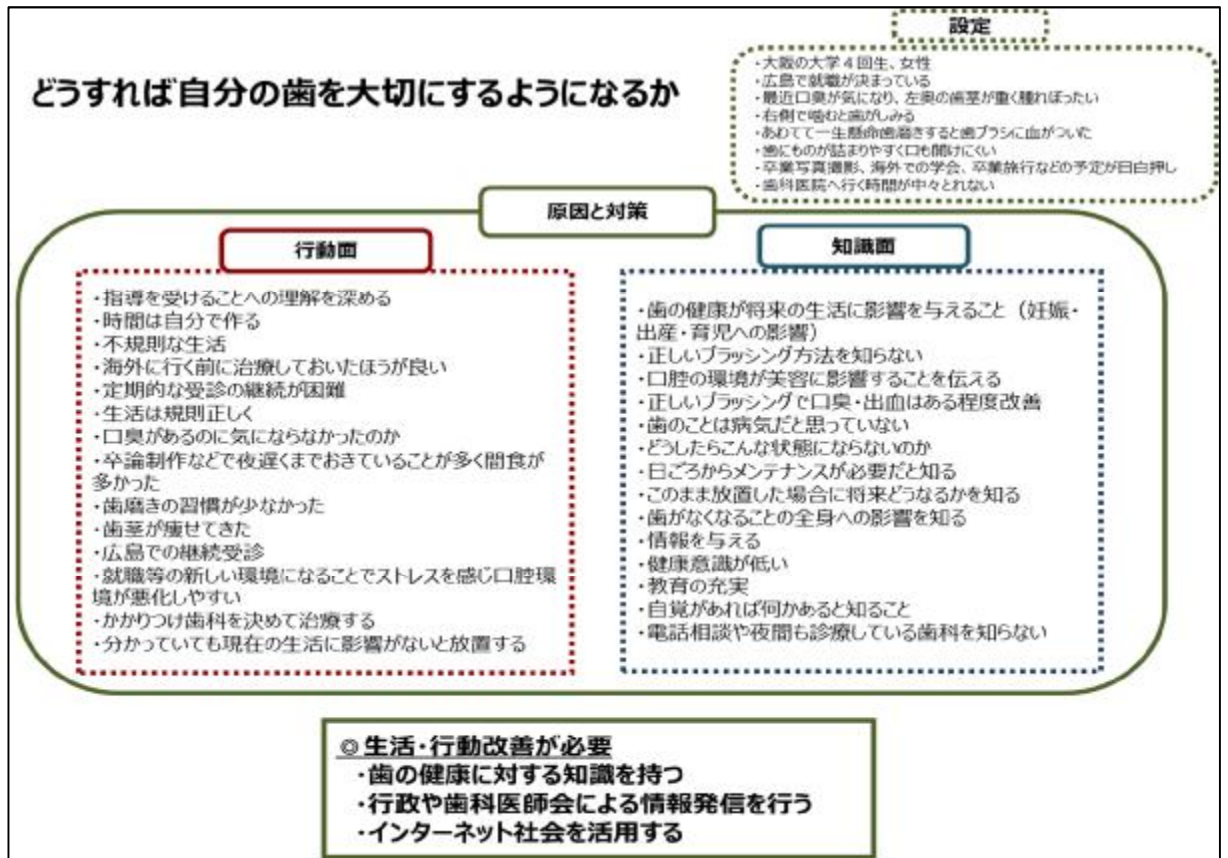 設定
どうすれば自分の歯を大切にするようになるか
・大阪の大学4回生、女性
・広島で就職が決まっている
・最近口臭が気になり、左奥の歯茎が重く腫れぼったい
・右側で噛むと歯がしみる
・あわてて一生懸命歯磨きすると歯ブラシに血がついた
・歯にものが詰まりやすく口も開けにくい
・卒業写真撮影、海外での学会、卒業旅行などの予定が目白押し
・歯科医院へ行く時間が中々とれない
原因と対策
行動面
・指導を受けることへの理解を深める
・時間は自分で作る
・不規則な生活
・海外に行く前に治療しておいたほうが良い
・定期的な受診の継続が困難
・生活は規則正しく
・口臭があるのに気にならなかったのか
・卒論制作などで夜遅くまでおきていることが多く間食が
多かった
・歯磨きの習慣が少なかった
・歯茎が痩せてきた
・広島での継続受診
・就職等の新しい環境になることでストレスを感じ口腔環
境が悪化しやすい
・かかりつけ歯科を決めて治療する
・分かっていても現在の生活に影響がないと放置する
知識面
・歯の健康が将来の生活に影響を与えること（妊娠・
出産・育児への影響）
・正しいブラッシング方法を知らない
・口腔の環境が美容に影響することを伝える
・正しいブラッシングで口臭・出血はある程度改善
・歯のことは病気だと思っていない
・どうしたらこんな状態にならないのか
・日ごろからメンテナンスが必要だと知る
・このまま放置した場合に将来どうなるかを知る
・歯がなくなることの全身への影響を知る
・情報を与える
・健康意識が低い
・教育の充実
・自覚があれば何かあると知ること
・電話相談や夜間も診療している歯科を知らない
◎生活・行動改善が必要
・歯の健康に対する知識を持つ
・行政や歯科医師会による情報発信を行う
・インターネット社会を活用する